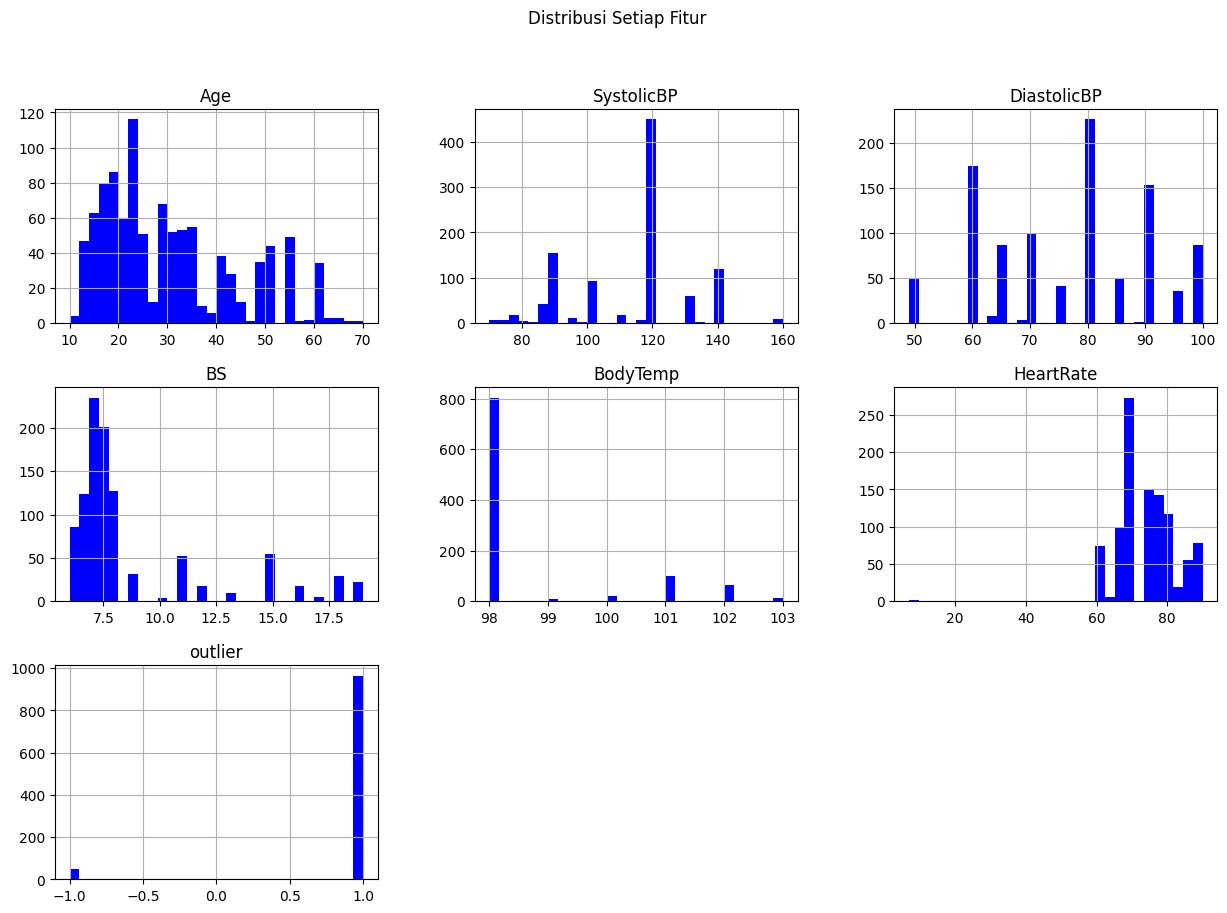 Distribusi Setiap Fitur
Age
120
100
80
60
40
20
0
10 20 30 40 50 60 70
SystolicBP
400
300
200
100
0
80 100 120 140 160
DiastolicBP
200
150
100
50
0
50 60 70 80 90 100
BS
200
150
100
50
0
7.5 10.0 12.5 15.0 17.5
BodyTemp
800
600
400
200
0
98 99 100 101 102 103
HeartRate
250
200
150
100
50
0
20 40 60 80
outlier
1000
800
600
400
200
0
−1.0 −0.5 0.0 0.5 1.0